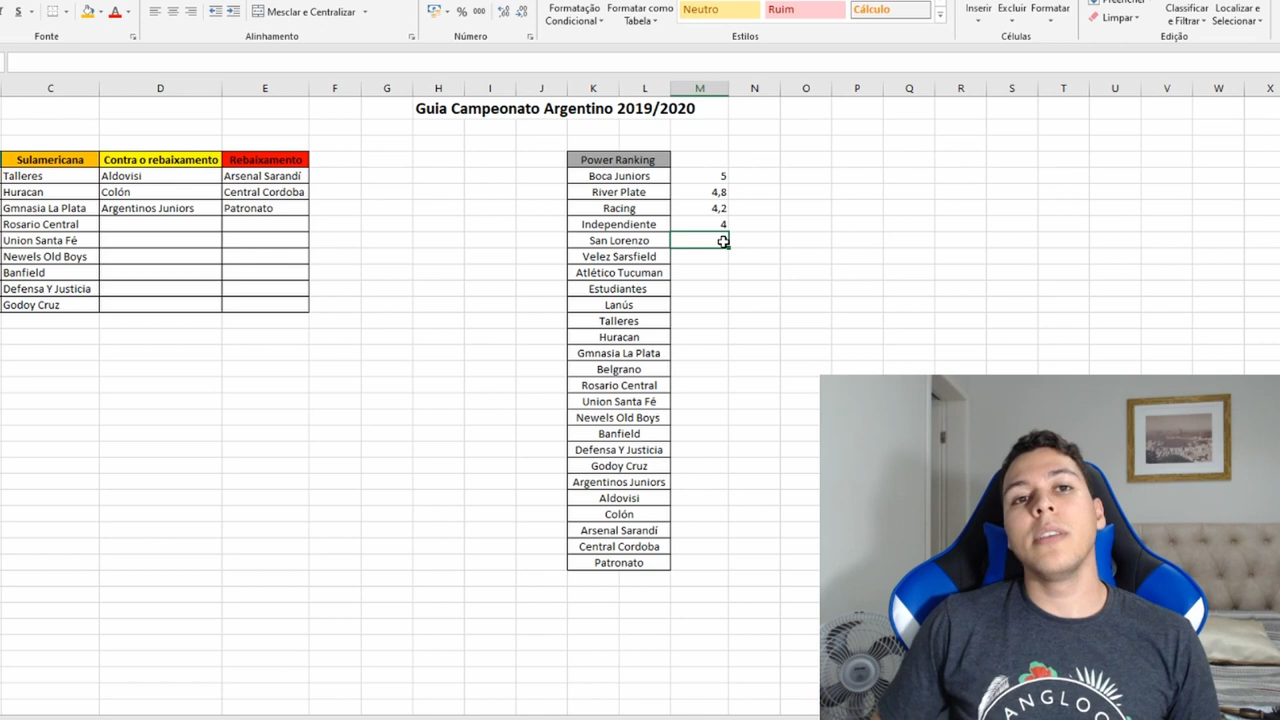 Mesclar e Centralizar
% 000
Formatação Condicional
Formatar como Tabela
Neutro
Ruim
Cálculo
Inserir
Excluir
Formatar
Limpar
Classificar e Filtrar
Localizar e Selecionar
Fonte
Alinhamento
Número
Estilos
Células
Edição
C D E F G H I J K L M N O P Q R S T U V W X
Guia Campeonato Argentino 2019/2020
Sulamericana Contra o rebaixamento Rebaixamento
Talleres Aldovisi Arsenal Sarandí
Huracan Colón Central Cordoba
Gmnasia La Plata Argentinos Juniors Patronato
Rosario Central
Union Santa Fé
Newels Old Boys
Banfield
Defensa Y Justicia
Godoy Cruz
Power Ranking
Boca Juniors 5
River Plate 4,8
Racing 4,2
Independiente 4
San Lorenzo
Velez Sarsfield
Atlético Tucuman
Estudiantes
Lanús
Talleres
Huracan
Gmnasia La Plata
Belgrano
Rosario Central
Union Santa Fé
Newels Old Boys
Banfield
Defensa Y Justicia
Godoy Cruz
Argentinos Juniors
Aldovisi
Colón
Arsenal Sarandí
Central Cordoba
Patronato